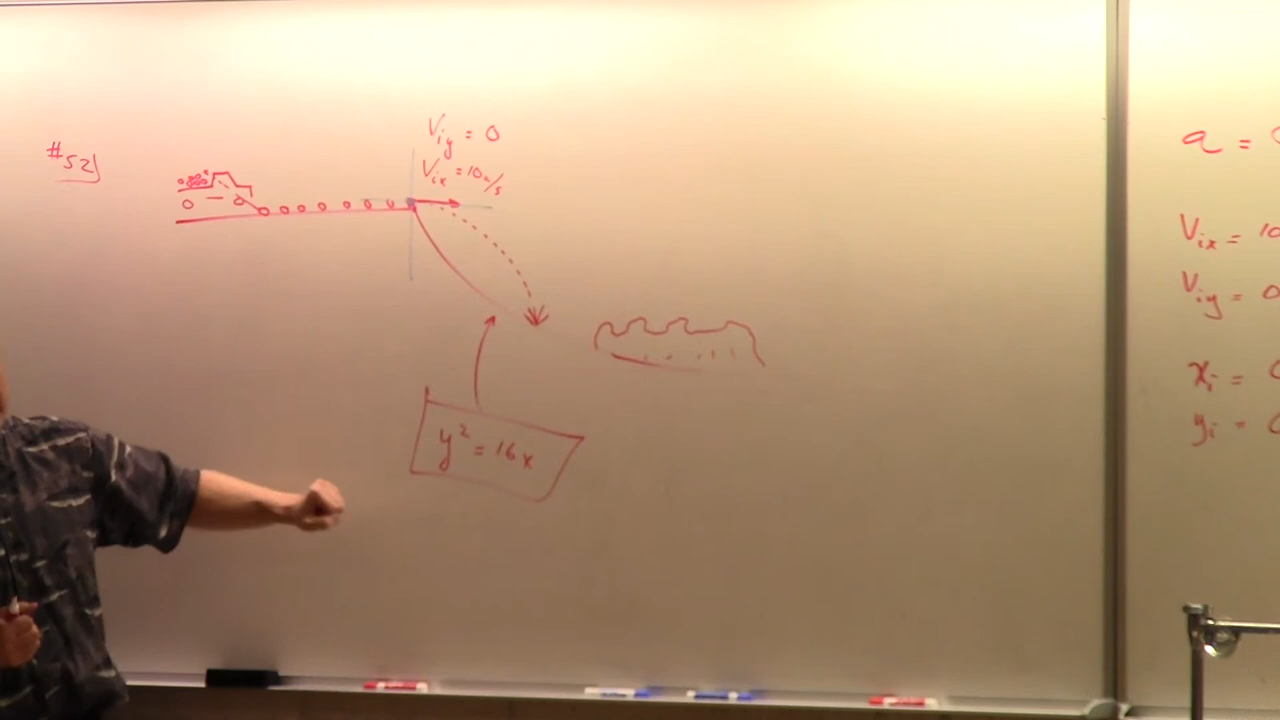 #52)
Viy = 0
Vix = 10 m/s
y² = 16x
a =
Vix = 10
Viy = 0
xi =
yi =